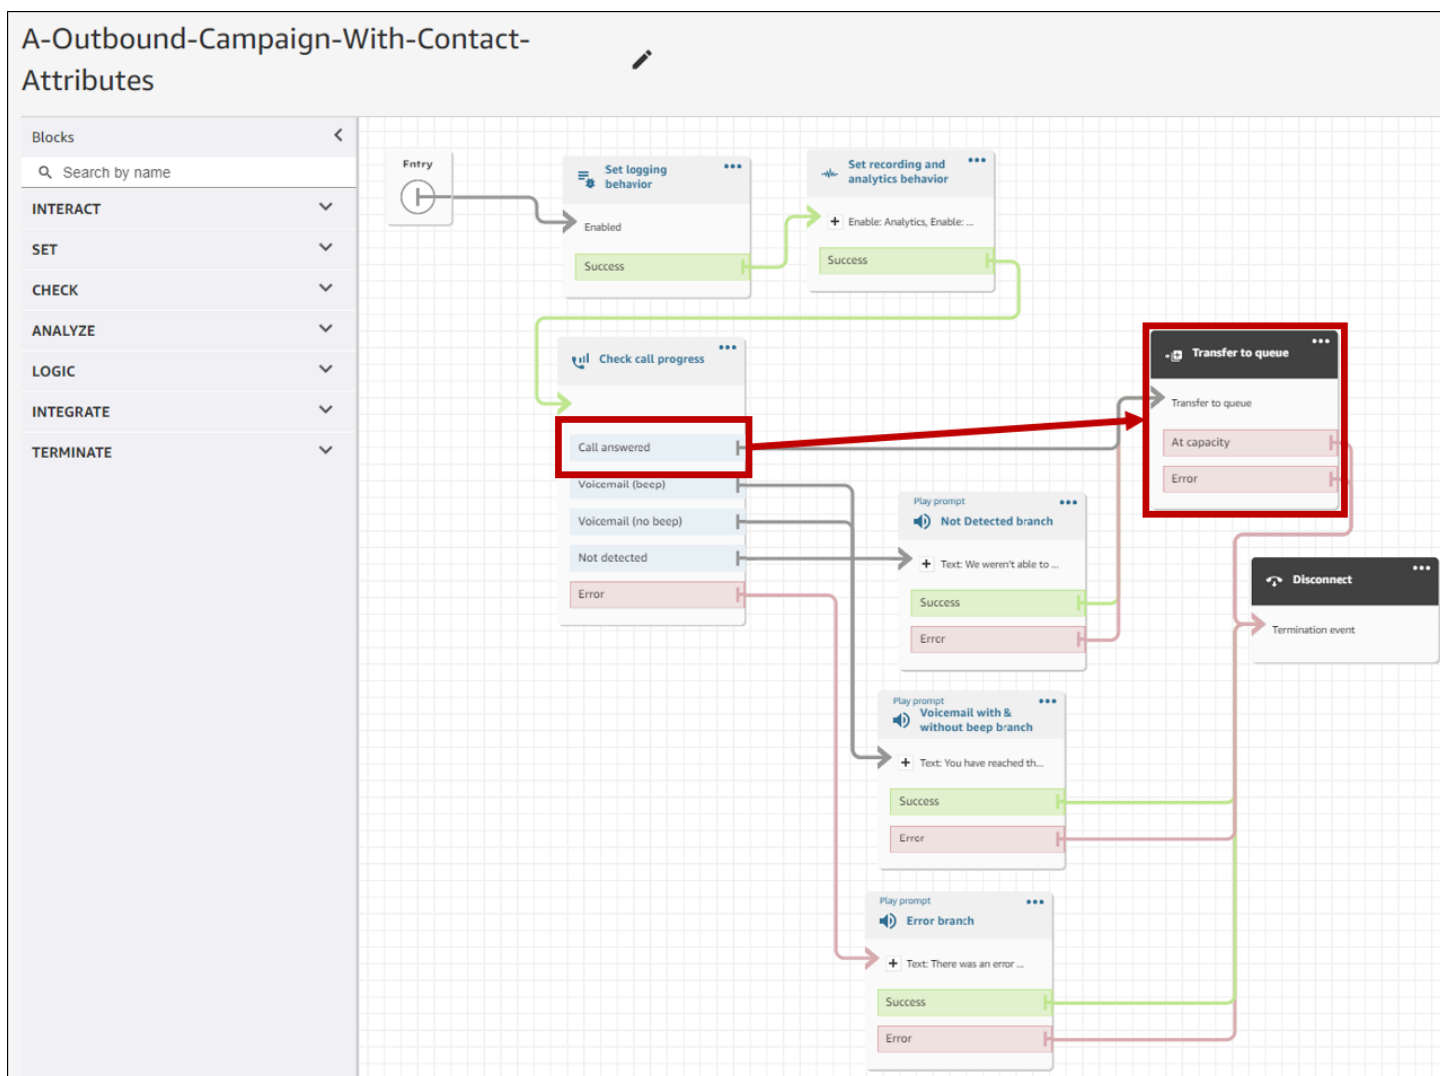 A-Outbound-Campaign-With-Contact-
Attributes
Blocks
Search by name
INTERACT
SET
CHECK
ANALYZE
LOGIC
INTEGRATE
TERMINATE
Entry
Set logging
behavior
Enabled
Success
Set recording and
analytics behavior
Enable: Analytics, Enable: ...
Success
Check call progress
Call answered
Voicemail (beep)
Voicemail (no beep)
Not detected
Error
Transfer to queue
Transfer to queue
At capacity
Error
Play prompt
Not Detected branch
Text: We weren't able to ...
Success
Error
Disconnect
Termination event
Play prompt
Voicemail with &
without beep branch
Text: You have reached th...
Success
Error
Play prompt
Error branch
Text: There was an error ...
Success
Error